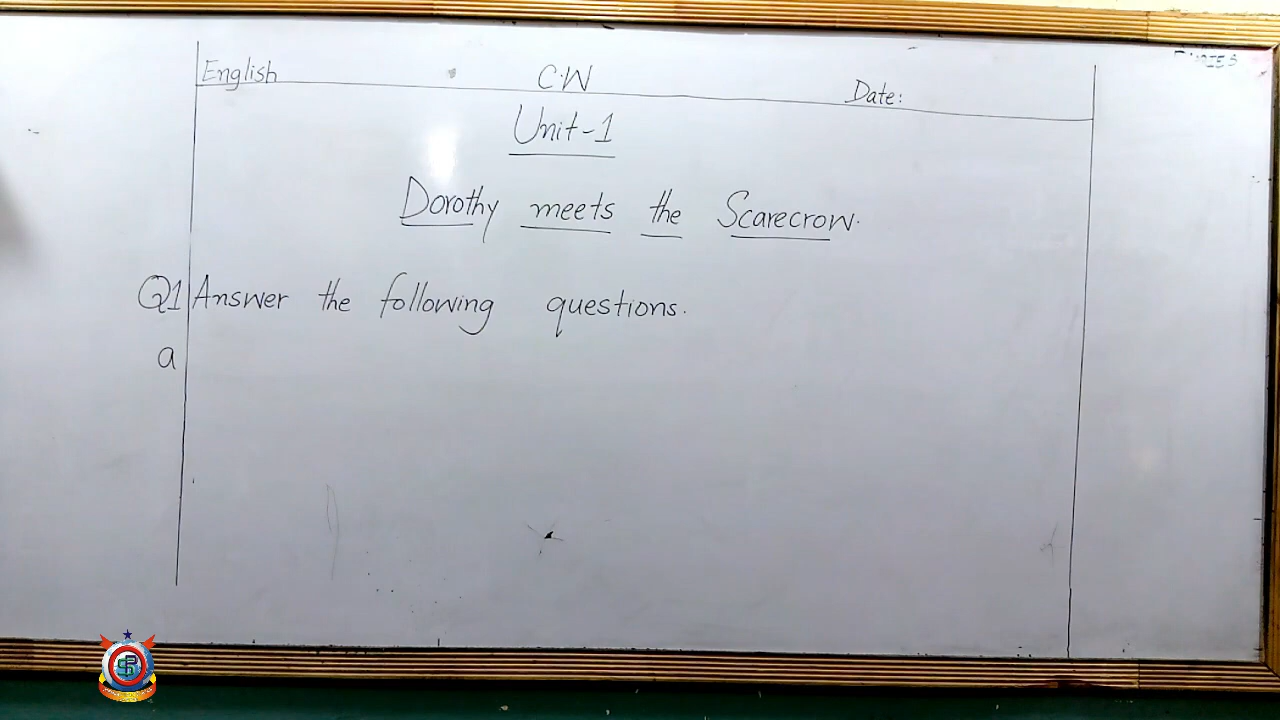 English C.W Date:
Unit-1
Dorothy meets the Scarecrow.
Q1 Answer the following questions.
a